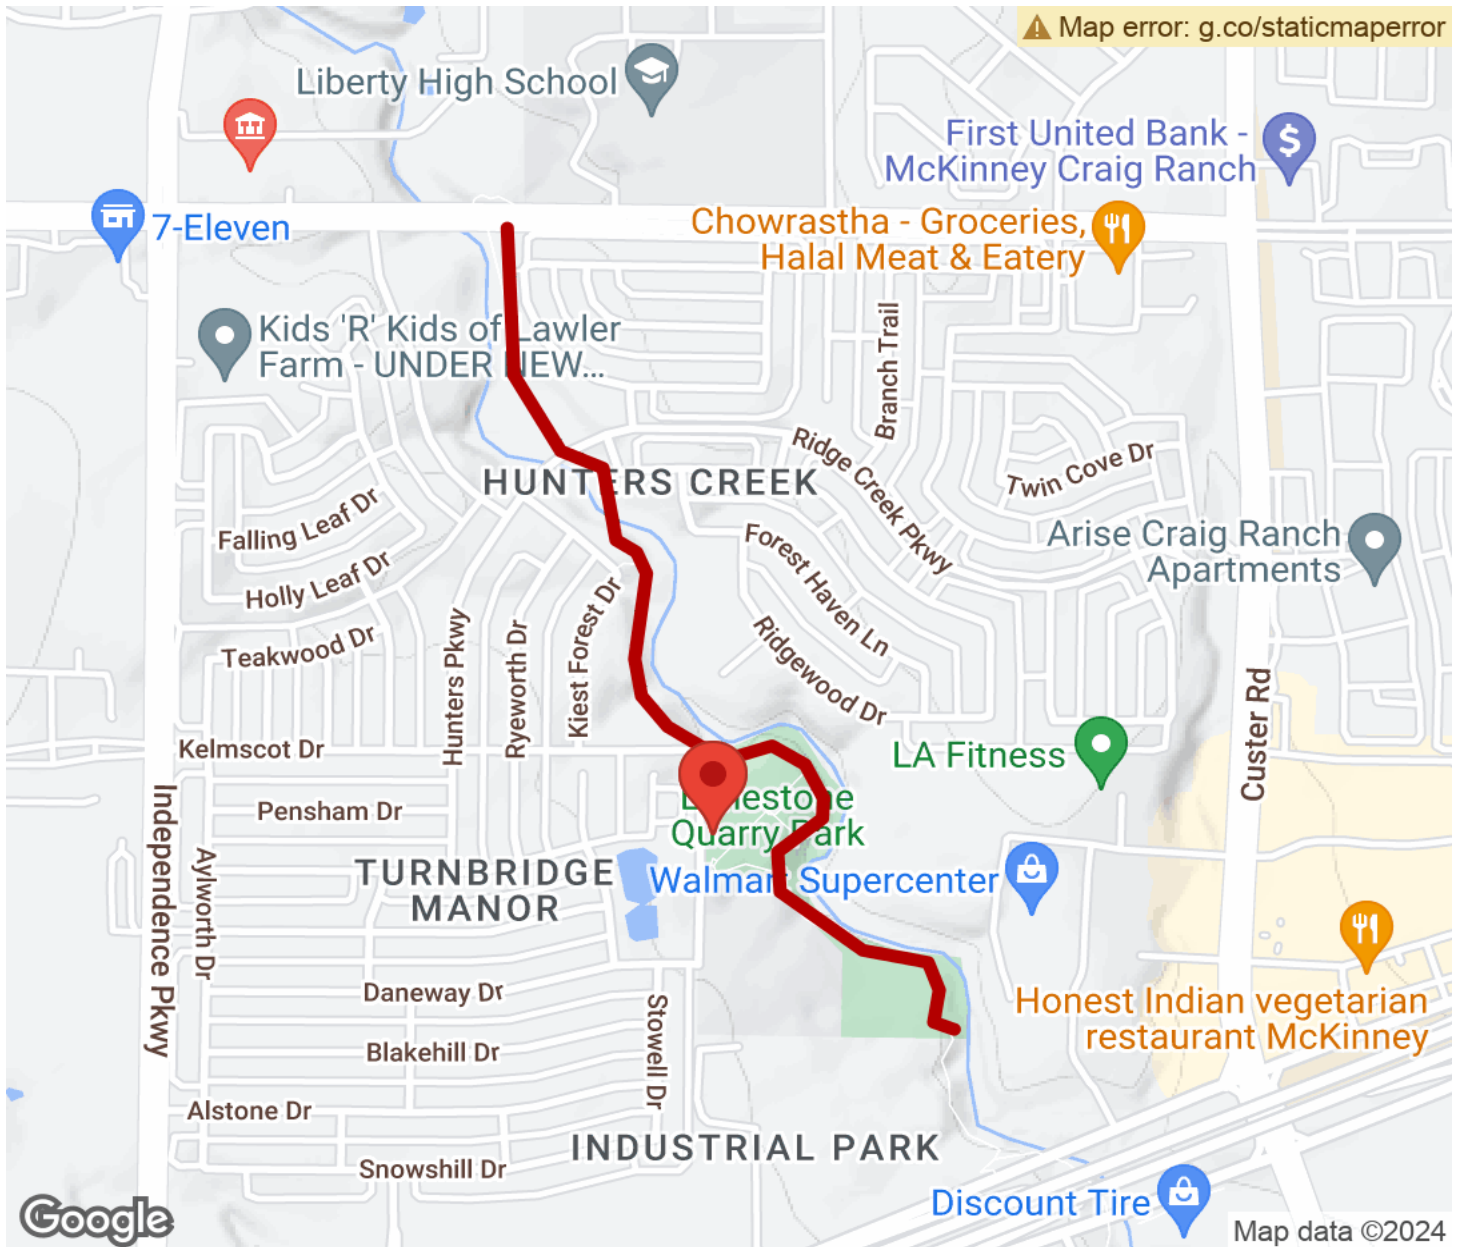 Map error: g.co/staticmaperror
Liberty High School
First United Bank -
McKinney Craig Ranch
7-Eleven
Chowrastha - Groceries,
Halal Meat & Eatery
Kids 'R' Kids of Lawler
Farm - UNDER NEW...
Branch Trail
Ridge Creek Pkwy
Twin Cove Dr
HUNTERS CREEK
Falling Leaf Dr
Forest Haven Ln
Arise Craig Ranch
Apartments
Holly Leaf Dr
Teakwood Dr
Hunters Pkwy
Ryeworth Dr
Kiest Forest Dr
Ridgewood Dr
Custer Rd
Kelmscot Dr
LA Fitness
Independence Pkwy
Pensham Dr
Limestone
Quarry Park
Aylworth Dr
TURNBRIDGE
MANOR
Walmart Supercenter
Daneway Dr
Stowell Dr
Honest Indian vegetarian
restaurant McKinney
Blakehill Dr
Alstone Dr
INDUSTRIAL PARK
Snowshill Dr
Discount Tire
Google
Map data ©2024